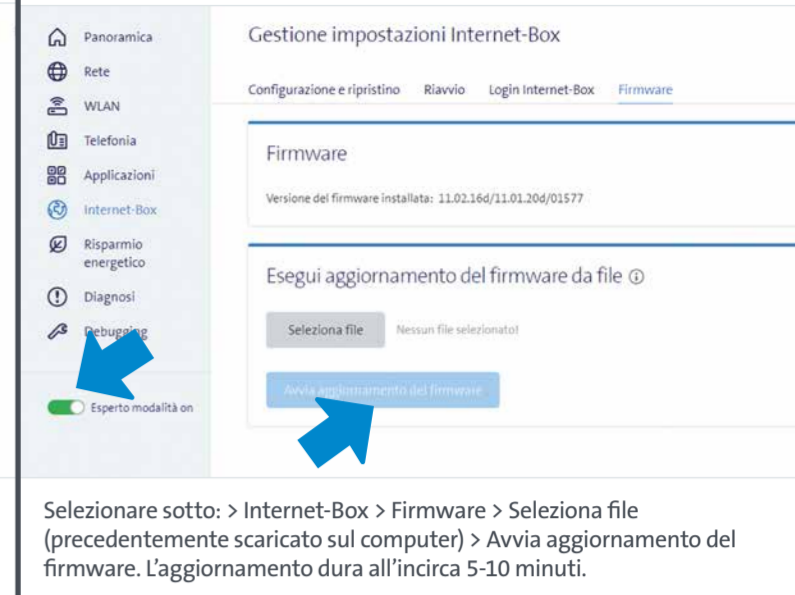 Panoramica
Rete
WLAN
Telefonia
Applicazioni
Internet-Box
Risparmio
energetico
Diagnosi
Debugging
Esperto modalità on
Gestione impostazioni Internet-Box
Configurazione e ripristino Riavvio Login Internet-Box Firmware
Firmware
Versione del firmware installata: 11.02.16d/11.01.20d/01577
Esegui aggiornamento del firmware da file
Seleziona file Nessun file selezionato!
Avvia aggiornamento del firmware
Selezionare sotto: > Internet-Box > Firmware > Seleziona file
(precedentemente scaricato sul computer) > Avvia aggiornamento del
firmware. L’aggiornamento dura all’incirca 5-10 minuti.